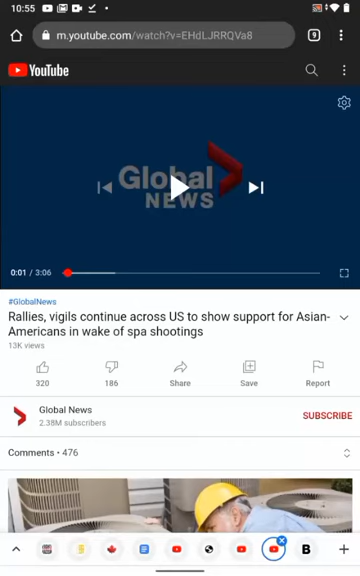 10:55
m.youtube.com/watch?v=EHdLJRRQVa8
9
YouTube
Global
NEWS
0:01 / 3:06
#GlobalNews
Rallies, vigils continue across US to show support for Asian-
Americans in wake of spa shootings
13K views
320
186
Share
Save
Report
Global News
2.38M subscribers
SUBSCRIBE
Comments • 476
B